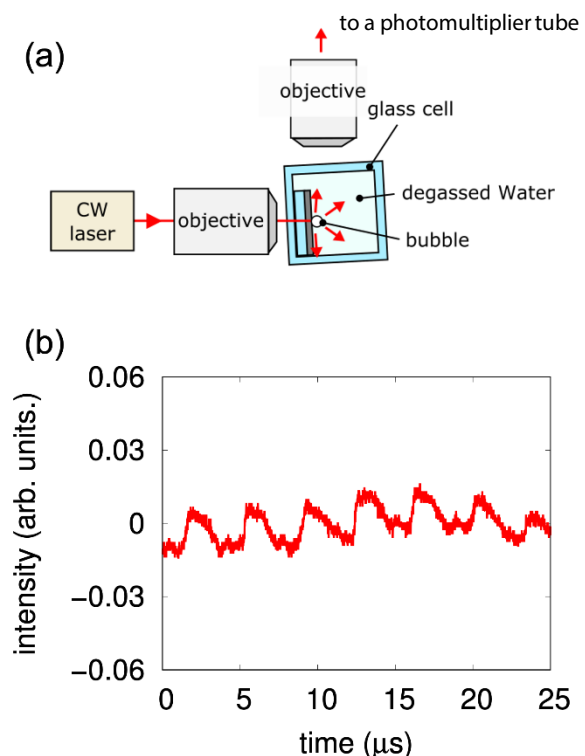 to a photomultiplier tube
(a)
objective
glass cell
CW
laser
objective
degassed Water
bubble
(b)
intensity (arb. units.)
0.06
0.03
0
−0.03
−0.06
0 5 10 15 20 25
time (μs)